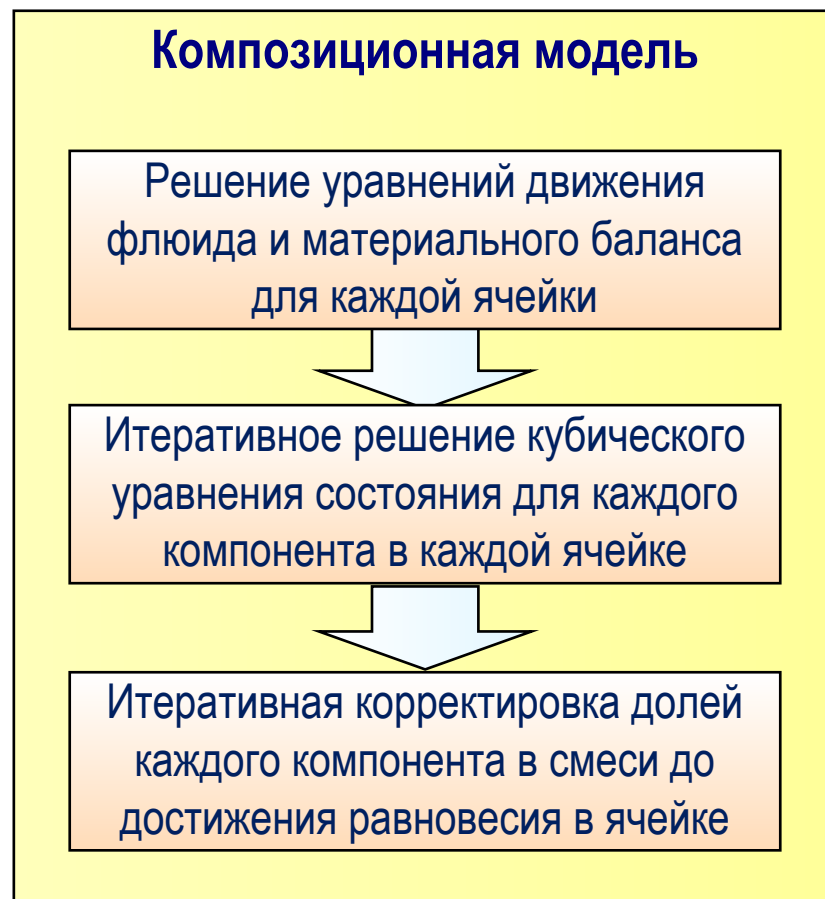 Композиционная модель
Решение уравнений движения
флюида и материального баланса
для каждой ячейки
Итеративное решение кубического
уравнения состояния для каждого
компонента в каждой ячейке
Итеративная корректировка долей
каждого компонента в смеси до
достижения равновесия в ячейке